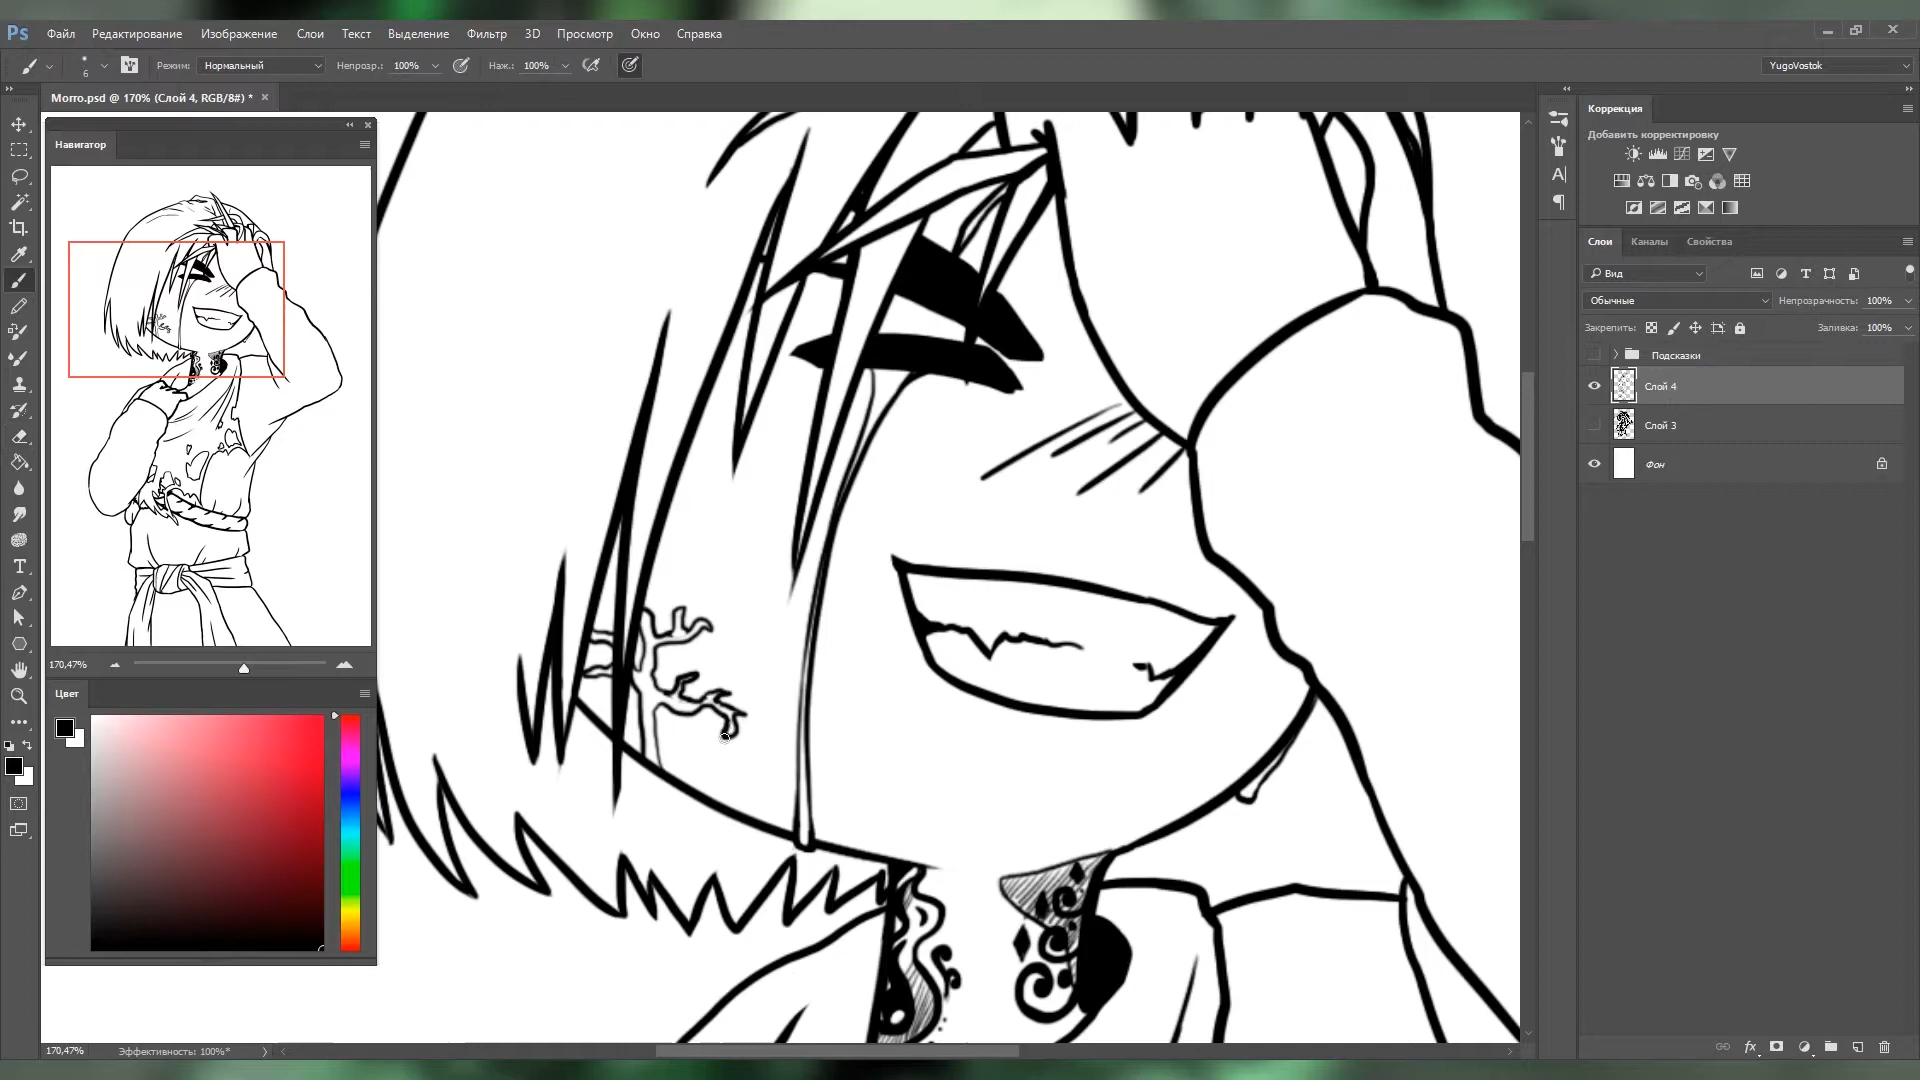 Ps Файл Редактирование Изображение Слои Текст Выделение Фильтр 3D Просмотр Окно Справка
6 Режим: Нормальный Непрозр.: 100% Наж.: 100% YugoVostok
Morro.psd @ 170% (Слой 4, RGB/8#) *
Навигатор
170,47%
Цвет
170,47% Эффективность: 100%*
Коррекция
Добавить корректировку
Слои Каналы Свойства
Вид
Обычные Непрозрачность: 100%
Закрепить: Заливка: 100%
Подсказки
Слой 4
Слой 3
Фон
fx